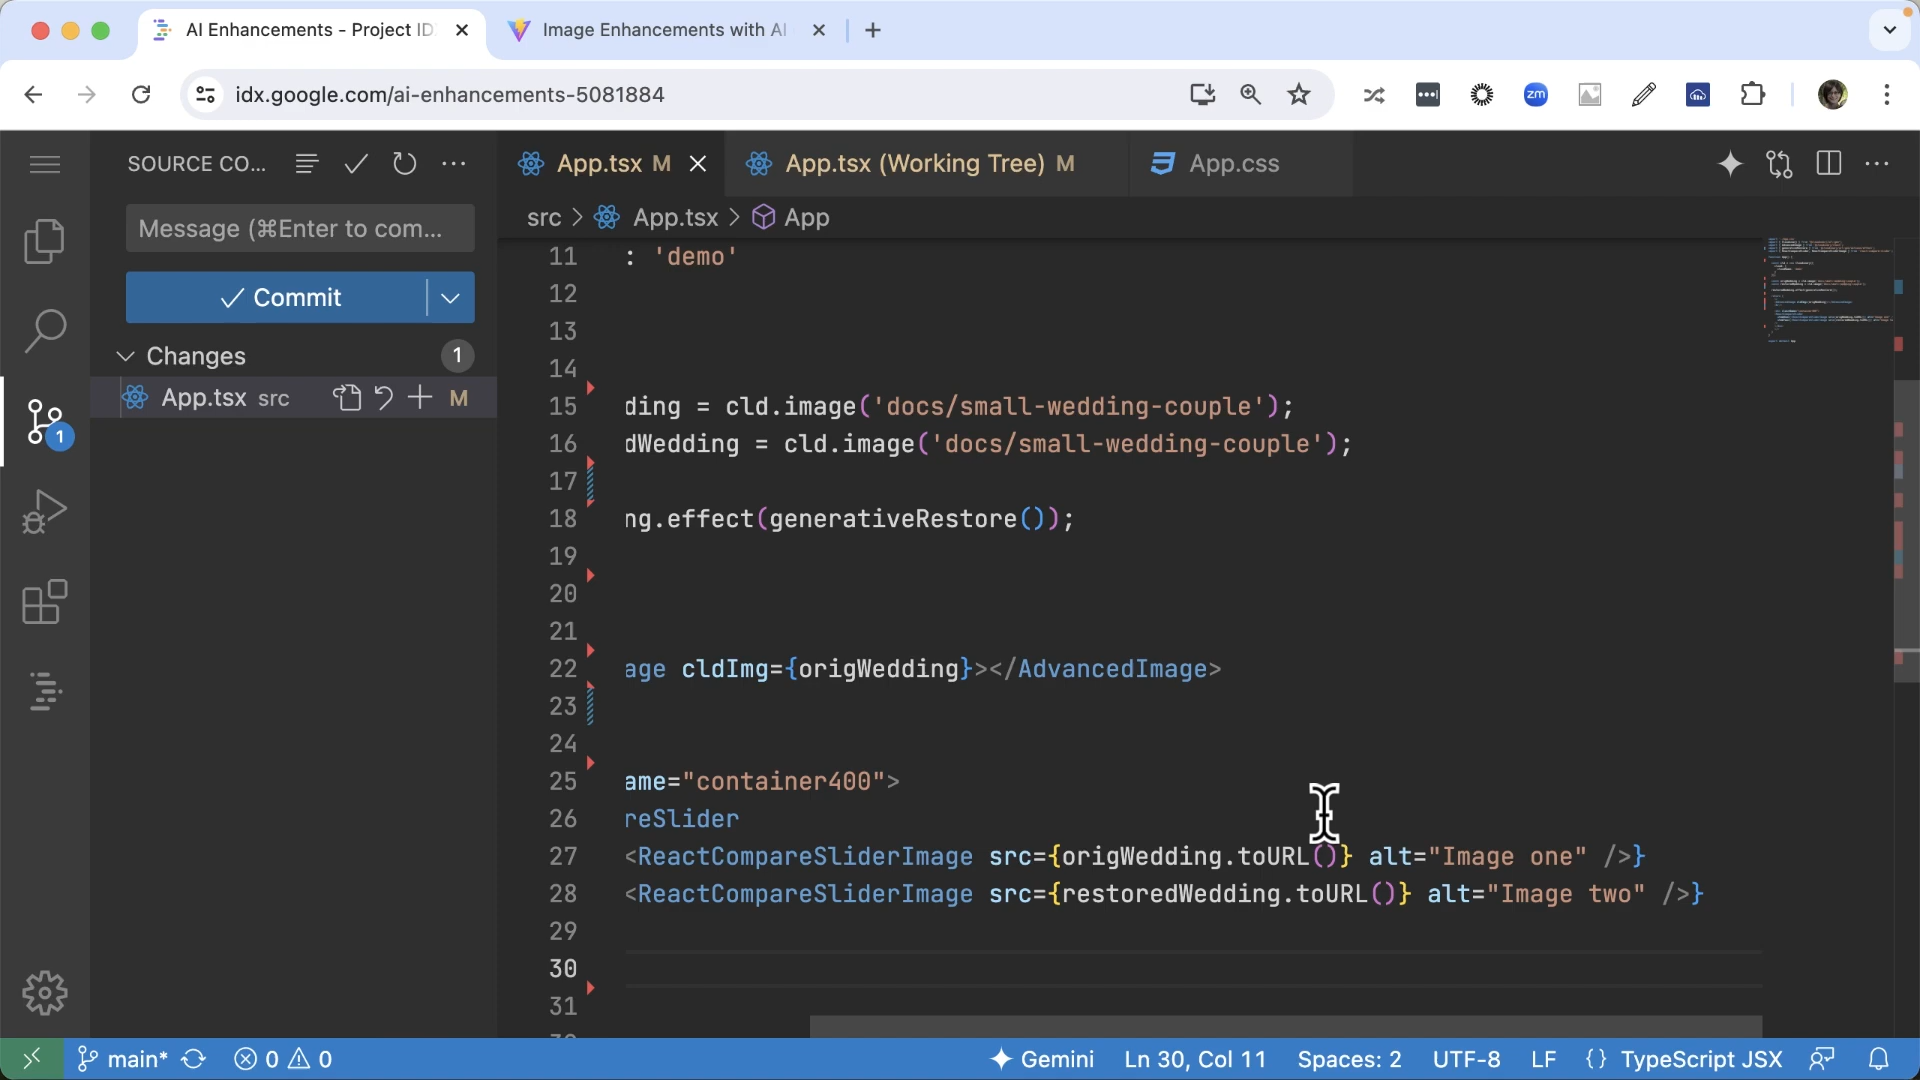 AI Enhancements - Project ID
Image Enhancements with AI
idx.google.com/ai-enhancements-5081884
zm
SOURCE CO...
App.tsx M
App.tsx (Working Tree) M
App.css
src > App.tsx > App
Message (⌘Enter to com...
Commit
Changes
1
App.tsx src
M
1
11 : 'demo'
12
13
14
15 ding = cld.image('docs/small-wedding-couple');
16 dWedding = cld.image('docs/small-wedding-couple');
17
18 ng.effect(generativeRestore());
19
20
21
22 age cldImg={origWedding}></AdvancedImage>
23
24
25 ame="container400">
26 reSlider
27 <ReactCompareSliderImage src={origWedding.toURL()} alt="Image one" />}
28 <ReactCompareSliderImage src={restoredWedding.toURL()} alt="Image two" />}
29
30
31
main*
0
0
Gemini
Ln 30, Col 11
Spaces: 2
UTF-8
LF
{} TypeScript JSX